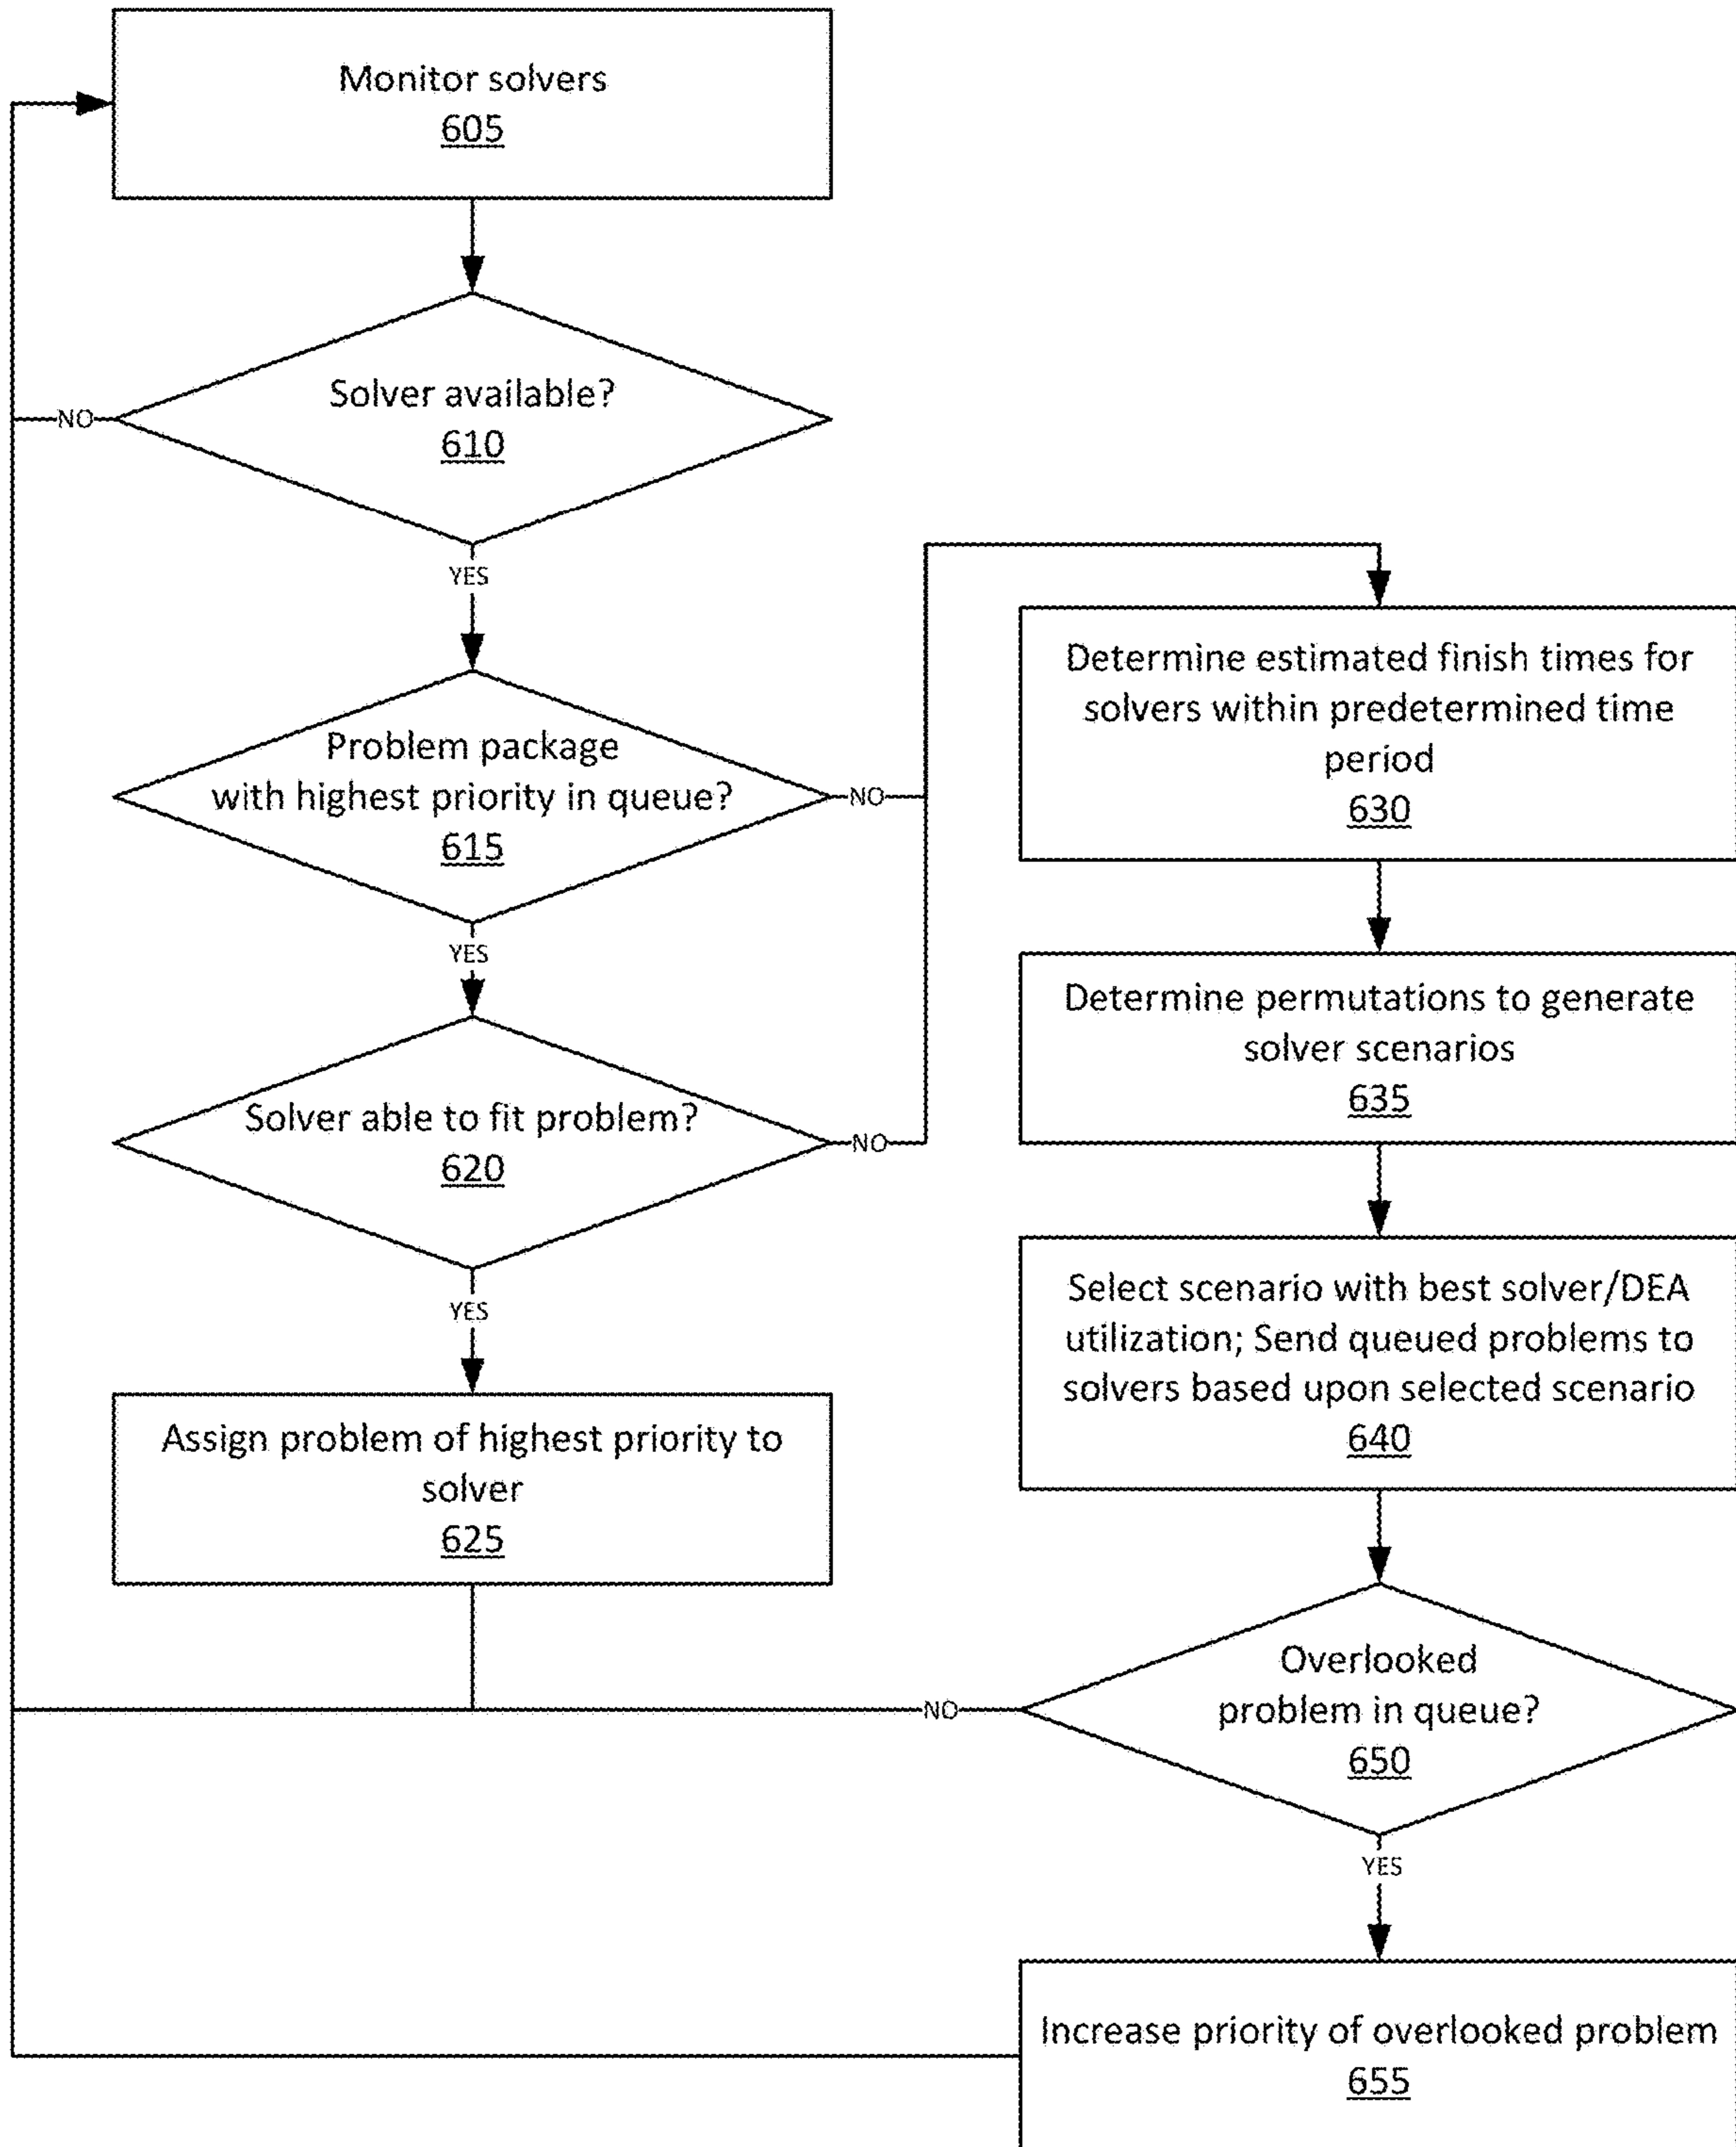 Monitor solvers
605
Solver available?
610
NO
YES
Problem package
with highest priority in queue?
615
NO
YES
Solver able to fit problem?
620
NO
YES
Assign problem of highest priority to
solver
625
Determine estimated finish times for
solvers within predetermined time
period
630
Determine permutations to generate
solver scenarios
635
Select scenario with best solver/DEA
utilization; Send queued problems to
solvers based upon selected scenario
640
Overlooked
problem in queue?
650
NO
YES
Increase priority of overlooked problem
655